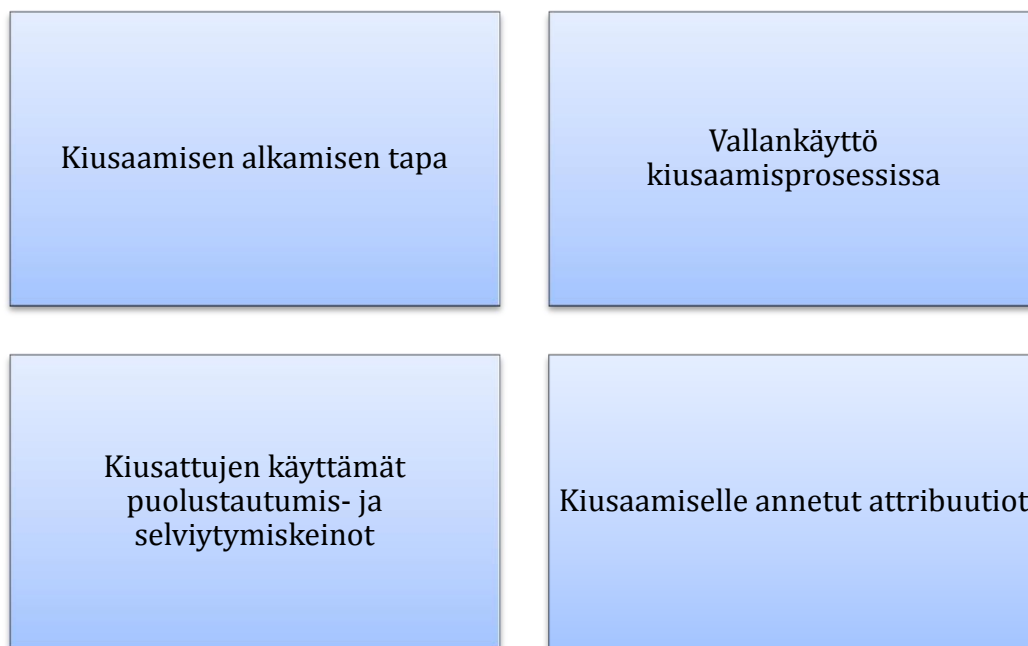 Kiusaamisen alkamisen tapa
Vallankäyttö
kiusaamisprosessissa
Kiusattujen käyttämät
puolustautumis- ja
selviytymiskeinot
Kiusaamiselle annetut attribuutiot